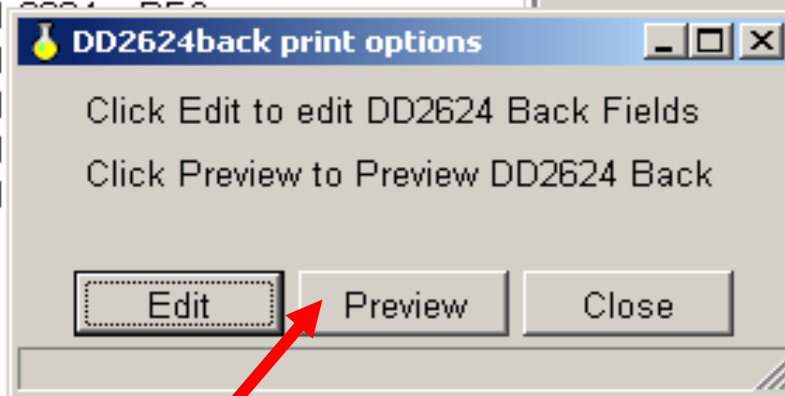 DD2624back print options
Click Edit to edit DD2624 Back Fields
Click Preview to Preview DD2624 Back
Edit Preview Close